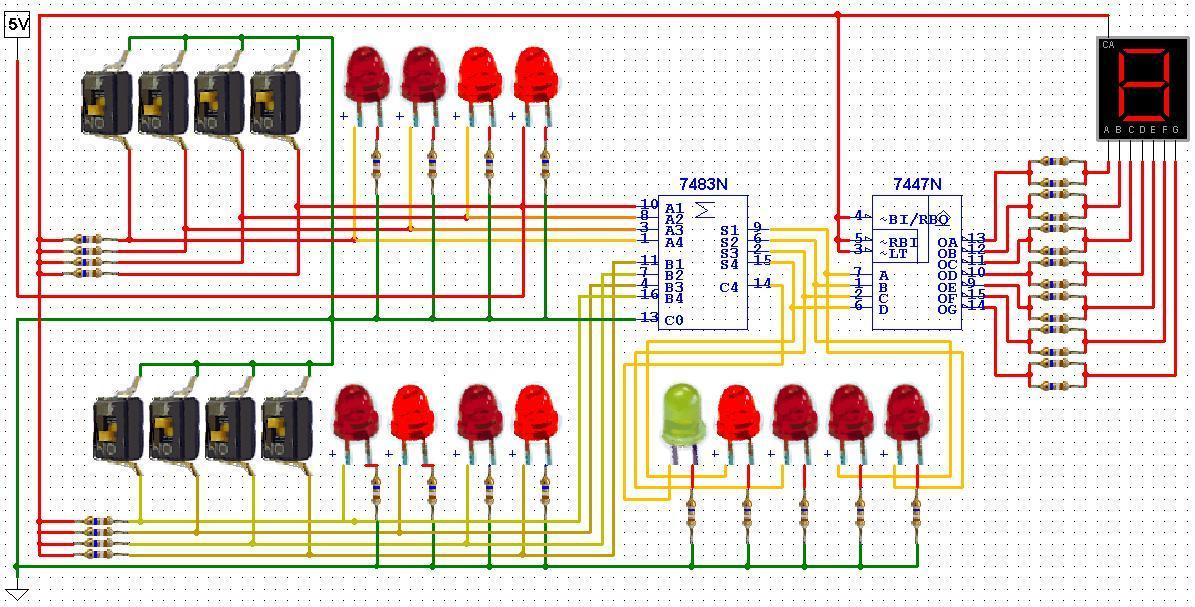 5V
CA
A B C D E F G
+ + + +
7483N
7447N
10 A1
8 A2
3 A3
1 A4
11 B1
7 B2
4 B3
16 B4
13 C0
Σ
S1 9
S2 6
S3 2
S4 15
C4 14
4 ~BI/RBO
5 ~RBI
3 ~LT
7 A
1 B
2 C
6 D
OA 13
OB 12
OC 11
OD 10
OE 9
OF 15
OG 14
+ + + +
+ + + +